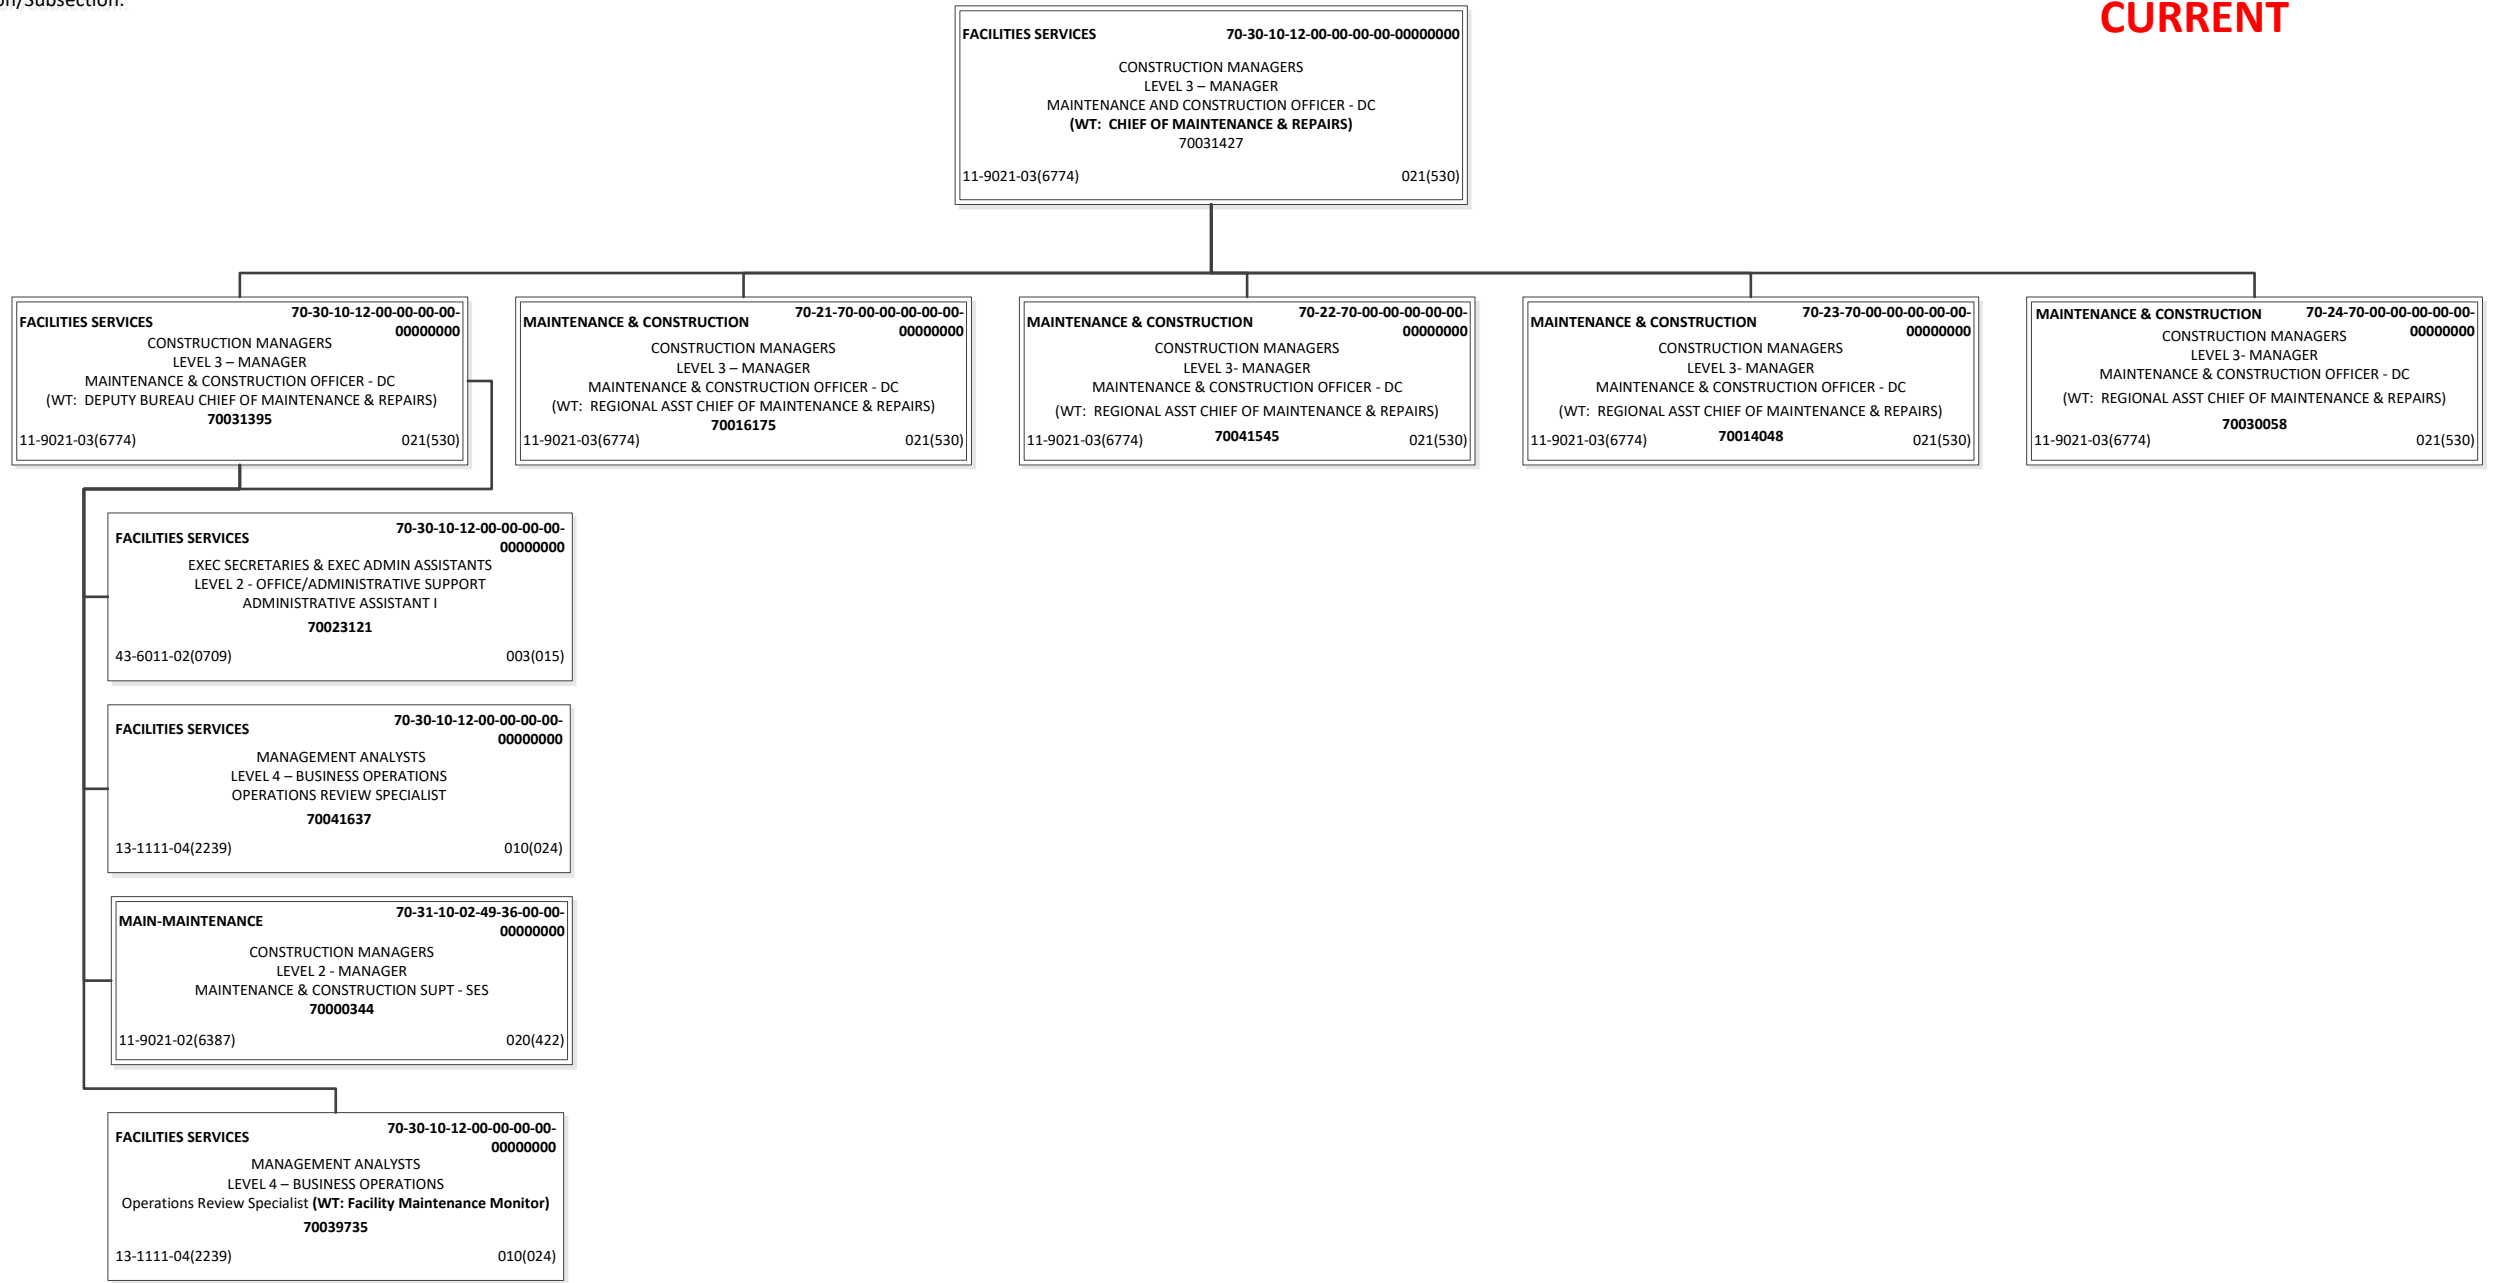 on/Subsection:
CURRENT
FACILITIES SERVICES 70-30-10-12-00-00-00-00-00000000
CONSTRUCTION MANAGERS
LEVEL 3 – MANAGER
MAINTENANCE AND CONSTRUCTION OFFICER - DC
(WT: CHIEF OF MAINTENANCE & REPAIRS)
70031427
11-9021-03(6774) 021(530)
FACILITIES SERVICES 70-30-10-12-00-00-00-00-
00000000
CONSTRUCTION MANAGERS
LEVEL 3 – MANAGER
MAINTENANCE & CONSTRUCTION OFFICER - DC
(WT: DEPUTY BUREAU CHIEF OF MAINTENANCE & REPAIRS)
70031395
11-9021-03(6774) 021(530)
MAINTENANCE & CONSTRUCTION 70-21-70-00-00-00-00-00-
00000000
CONSTRUCTION MANAGERS
LEVEL 3 – MANAGER
MAINTENANCE & CONSTRUCTION OFFICER - DC
(WT: REGIONAL ASST CHIEF OF MAINTENANCE & REPAIRS)
70016175
11-9021-03(6774) 021(530)
MAINTENANCE & CONSTRUCTION 70-22-70-00-00-00-00-00-
00000000
CONSTRUCTION MANAGERS
LEVEL 3- MANAGER
MAINTENANCE & CONSTRUCTION OFFICER - DC
(WT: REGIONAL ASST CHIEF OF MAINTENANCE & REPAIRS)
11-9021-03(6774) 70041545 021(530)
MAINTENANCE & CONSTRUCTION 70-23-70-00-00-00-00-00-
00000000
CONSTRUCTION MANAGERS
LEVEL 3- MANAGER
MAINTENANCE & CONSTRUCTION OFFICER - DC
(WT: REGIONAL ASST CHIEF OF MAINTENANCE & REPAIRS)
11-9021-03(6774) 70014048 021(530)
MAINTENANCE & CONSTRUCTION 70-24-70-00-00-00-00-00-
00000000
CONSTRUCTION MANAGERS
LEVEL 3- MANAGER
MAINTENANCE & CONSTRUCTION OFFICER - DC
(WT: REGIONAL ASST CHIEF OF MAINTENANCE & REPAIRS)
70030058
11-9021-03(6774) 021(530)
FACILITIES SERVICES 70-30-10-12-00-00-00-00-
00000000
EXEC SECRETARIES & EXEC ADMIN ASSISTANTS
LEVEL 2 - OFFICE/ADMINISTRATIVE SUPPORT
ADMINISTRATIVE ASSISTANT I
70023121
43-6011-02(0709) 003(015)
FACILITIES SERVICES 70-30-10-12-00-00-00-00-
00000000
MANAGEMENT ANALYSTS
LEVEL 4 – BUSINESS OPERATIONS
OPERATIONS REVIEW SPECIALIST
70041637
13-1111-04(2239) 010(024)
MAIN-MAINTENANCE 70-31-10-02-49-36-00-00-
00000000
CONSTRUCTION MANAGERS
LEVEL 2 - MANAGER
MAINTENANCE & CONSTRUCTION SUPT - SES
70000344
11-9021-02(6387) 020(422)
FACILITIES SERVICES 70-30-10-12-00-00-00-00-
00000000
MANAGEMENT ANALYSTS
LEVEL 4 – BUSINESS OPERATIONS
Operations Review Specialist (WT: Facility Maintenance Monitor)
70039735
13-1111-04(2239) 010(024)